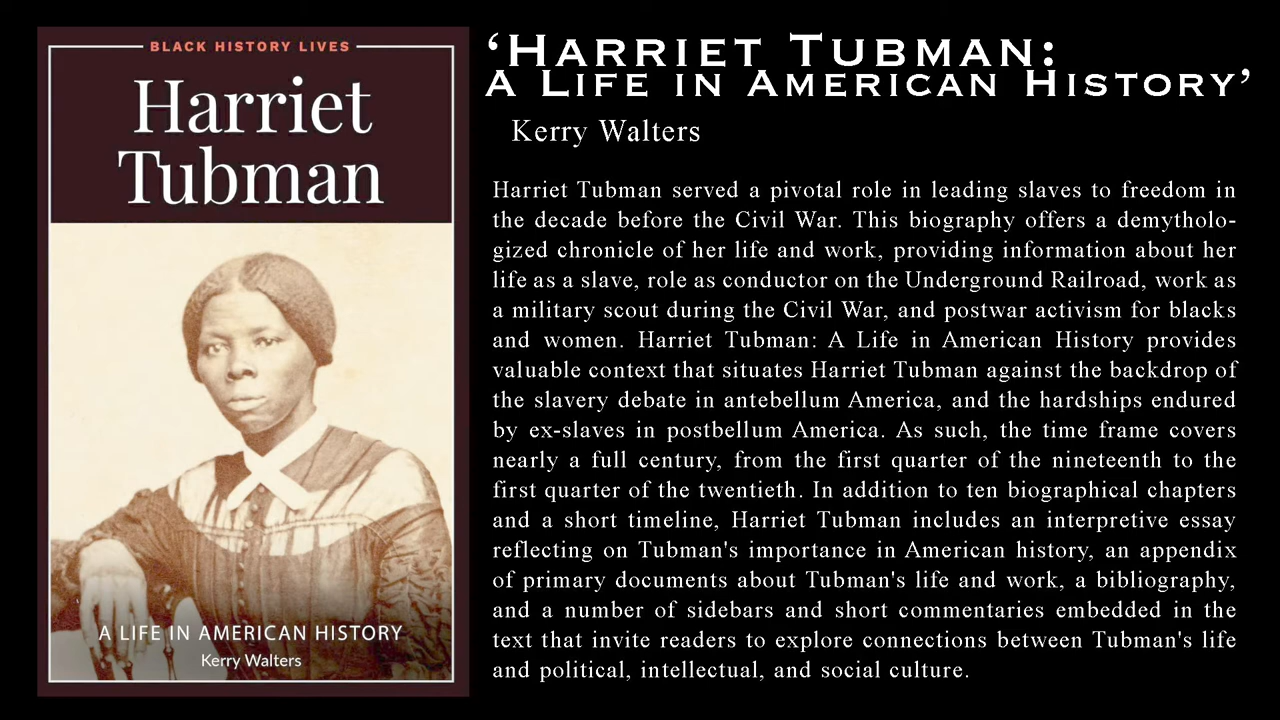 BLACK HISTORY LIVES
Harriet
Tubman
A LIFE IN AMERICAN HISTORY
Kerry Walters
‘HARRIET TUBMAN:
A LIFE IN AMERICAN HISTORY’
Kerry Walters
Harriet Tubman served a pivotal role in leading slaves to freedom in
the decade before the Civil War. This biography offers a demytholo-
gized chronicle of her life and work, providing information about her
life as a slave, role as conductor on the Underground Railroad, work as
a military scout during the Civil War, and postwar activism for blacks
and women. Harriet Tubman: A Life in American History provides
valuable context that situates Harriet Tubman against the backdrop of
the slavery debate in antebellum America, and the hardships endured
by ex-slaves in postbellum America. As such, the time frame covers
nearly a full century, from the first quarter of the nineteenth to the
first quarter of the twentieth. In addition to ten biographical chapters
and a short timeline, Harriet Tubman includes an interpretive essay
reflecting on Tubman's importance in American history, an appendix
of primary documents about Tubman's life and work, a bibliography,
and a number of sidebars and short commentaries embedded in the
text that invite readers to explore connections between Tubman's life
and political, intellectual, and social culture.